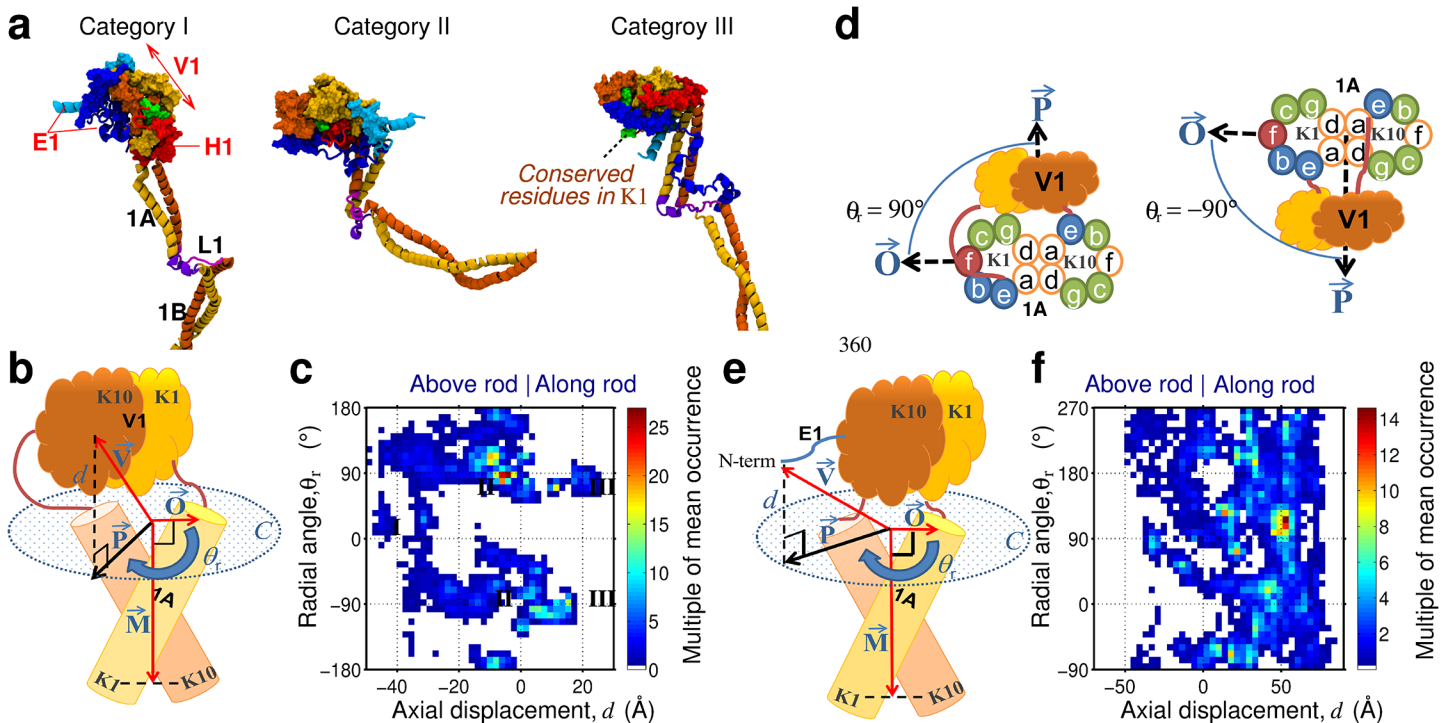 a
Category I
Category II
Categroy III
V1
E1
H1
1A
L1
1B
Conserved
residues in K1
d
P
O
θr = 90°
V1
c g d a e b
f K1 K10 f
b e a d g c
1A
1A
c g d a e b
O f K1 K10 f
b e a d g c
θr = −90°
V1
P
b
K10
K1
V1
V
d
O
P
C
θr
1A
M
K1
K10
c
Above rod | Along rod
180
90
0
−90
−180
Radial angle, θr (°)
I
II
III
II
III
−40
−20
0
20
Axial displacement, d (Å)
25
20
15
10
5
0
Multiple of mean occurrence
360
e
K10
K1
E1
N-term
V
d
O
P
C
θr
1A
M
K1
K10
f
Above rod | Along rod
270
180
90
0
−90
Radial angle, θr (°)
−50
0
50
Axial displacement, d (Å)
14
12
10
8
6
4
2
Multiple of mean occurrence